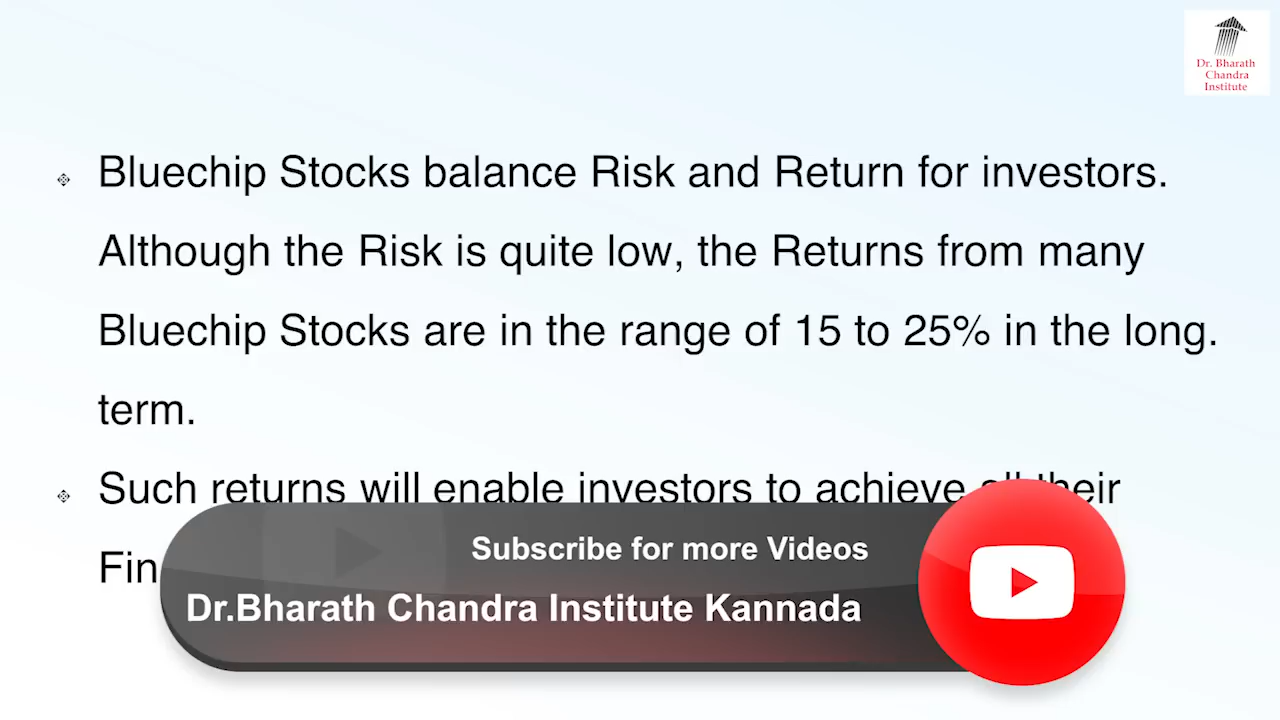 Dr. Bharath
Chandra
Institute
Bluechip Stocks balance Risk and Return for investors.
Although the Risk is quite low, the Returns from many
Bluechip Stocks are in the range of 15 to 25% in the long.
term.
Such returns will enable investors to achieve all their
Subscribe for more Videos
Dr.Bharath Chandra Institute Kannada